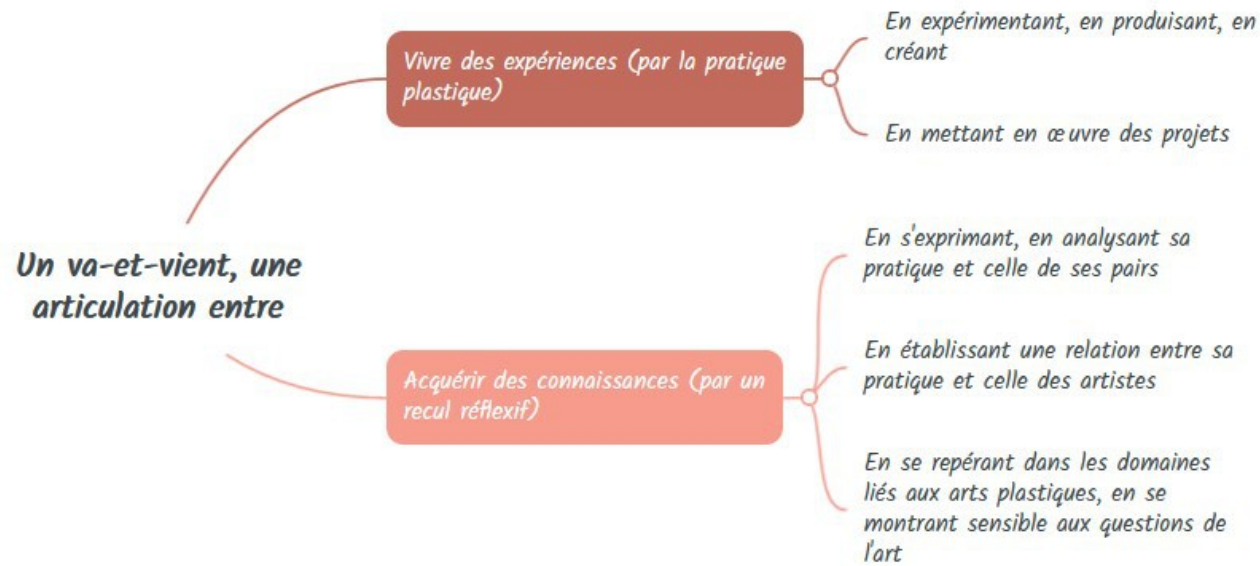 Un va-et-vient, une
articulation entre
Vivre des expériences (par la pratique
plastique)
En expérimentant, en produisant, en
créant
En mettant en œuvre des projets
Acquérir des connaissances (par un
recul réflexif)
En s'exprimant, en analysant sa
pratique et celle de ses pairs
En établissant une relation entre sa
pratique et celle des artistes
En se repérant dans les domaines
liés aux arts plastiques, en se
montrant sensible aux questions de
l'art